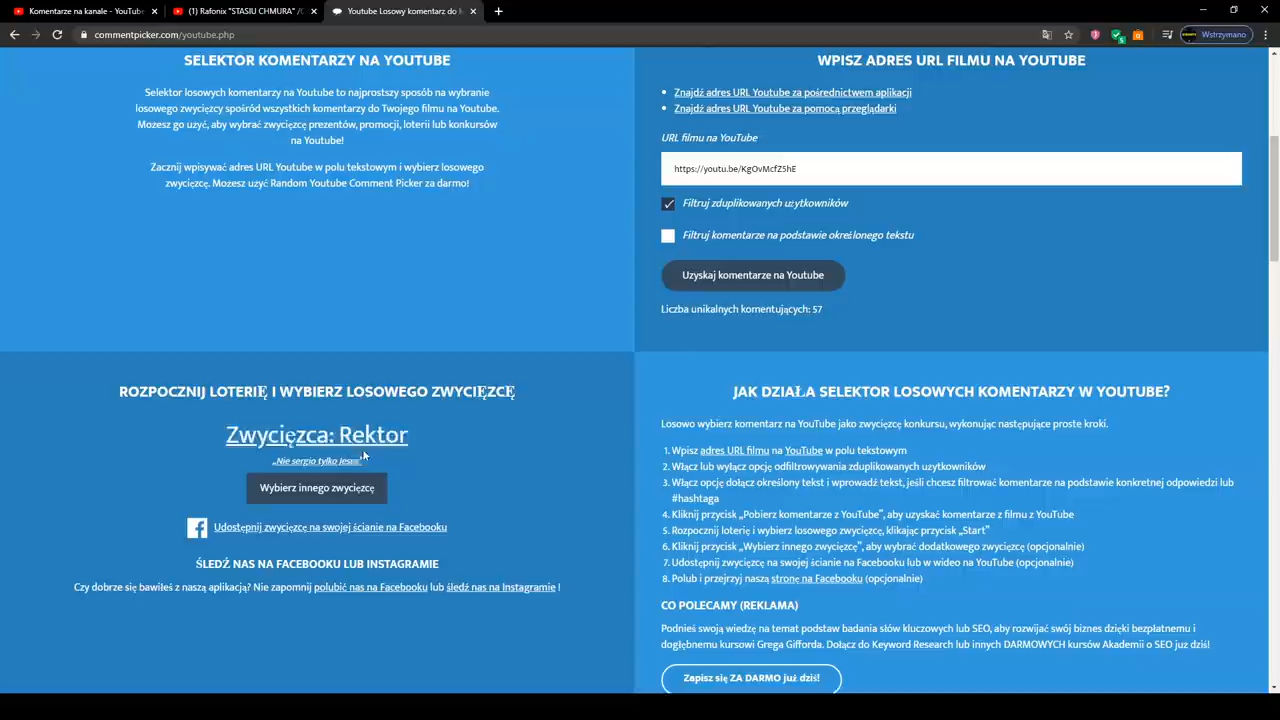 Komentarze na kanale - YouTube
(1) Rafonix "STASIU CHMURA" /
Youtube Losowy komentarz do
commentpicker.com/youtube.php
Wstrzymano
SELEKTOR KOMENTARZY NA YOUTUBE
Selektor losowych komentarzy na Youtube to najprostszy sposób na wybranie
losowego zwycięzcy spośród wszystkich komentarzy do Twojego filmu na Youtube.
Możesz go użyć, aby wybrać zwycięzcę prezentów, promocji, loterii lub konkursów
na Youtube!
Zacznij wpisywać adres URL Youtube w polu tekstowym i wybierz losowego
zwycięzcę. Możesz użyć Random Youtube Comment Picker za darmo!
WPISZ ADRES URL FILMU NA YOUTUBE
Znajdź adres URL Youtube za pośrednictwem aplikacji
Znajdź adres URL Youtube za pomocą przeglądarki
URL filmu na YouTube
https://youtu.be/KgOvMcfZ5hE
Filtruj zduplikowanych użytkowników
Filtruj komentarze na podstawie określonego tekstu
Uzyskaj komentarze na Youtube
Liczba unikalnych komentujących: 57
ROZPOCZNIJ LOTERIĘ I WYBIERZ LOSOWEGO ZWYCIĘZCĘ
Zwycięzca: Rektor
„Nie sergio tylko Jesus”
Wybierz innego zwycięzcę
Udostępnij zwycięzcę na swojej ścianie na Facebooku
ŚLEDŹ NAS NA FACEBOOKU LUB INSTAGRAMIE
Czy dobrze się bawiłeś z naszą aplikacją? Nie zapomnij polubić nas na Facebooku lub śledź nas na Instagramie !
JAK DZIAŁA SELEKTOR LOSOWYCH KOMENTARZY W YOUTUBE?
Losowo wybierz komentarz na YouTube jako zwycięzcę konkursu, wykonując następujące proste kroki.
1. Wpisz adres URL filmu na YouTube w polu tekstowym
2. Włącz lub wyłącz opcję odfiltrowywania zduplikowanych użytkowników
3. Włącz opcję dołącz określony tekst i wprowadź tekst, jeśli chcesz filtrować komentarze na podstawie konkretnej odpowiedzi lub
#hashtaga
4. Kliknij przycisk „Pobierz komentarze z YouTube”, aby uzyskać komentarze z filmu z YouTube
5. Rozpocznij loterię i wybierz losowego zwycięzcę, klikając przycisk „Start”
6. Kliknij przycisk „Wybierz innego zwycięzcę”, aby wybrać dodatkowego zwycięzcę (opcjonalnie)
7. Udostępnij zwycięzcę na swojej ścianie na Facebooku lub w wideo na YouTube (opcjonalnie)
8. Polub i przejrzyj naszą stronę na Facebooku (opcjonalnie)
CO POLECAMY (REKLAMA)
Podnieś swoją wiedzę na temat podstaw badania słów kluczowych lub SEO, aby rozwijać swój biznes dzięki bezpłatnemu i
dogłębnemu kursowi Grega Gifforda. Dołącz do Keyword Research lub innych DARMOWYCH kursów Akademii o SEO już dziś!
Zapisz się ZA DARMO już dziś!